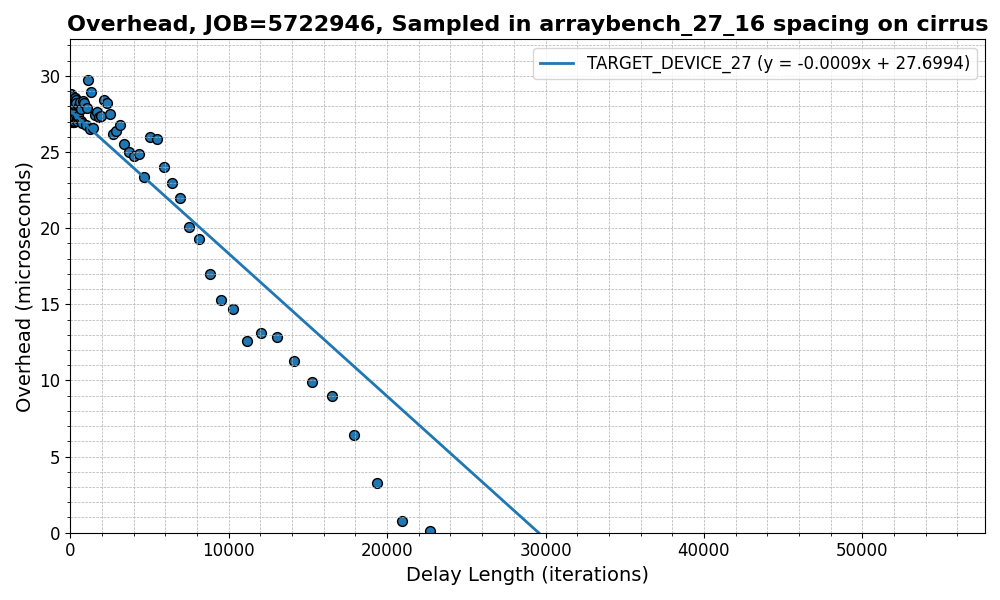 Overhead, JOB=5722946, Sampled in arraybench_27_16 spacing on cirrus
TARGET_DEVICE_27 (y = -0.0009x + 27.6994)
Overhead (microseconds)
30
25
20
15
10
5
0
0 10000 20000 30000 40000 50000
Delay Length (iterations)